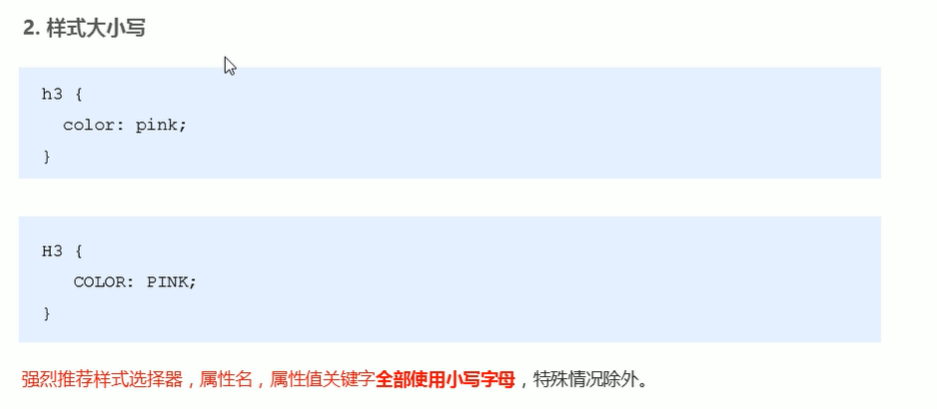 2. 样式大小写
h3 {
color: pink;
}
H3 {
COLOR: PINK;
}
强烈推荐样式选择器，属性名，属性值关键字全部使用小写字母，特殊情况除外。